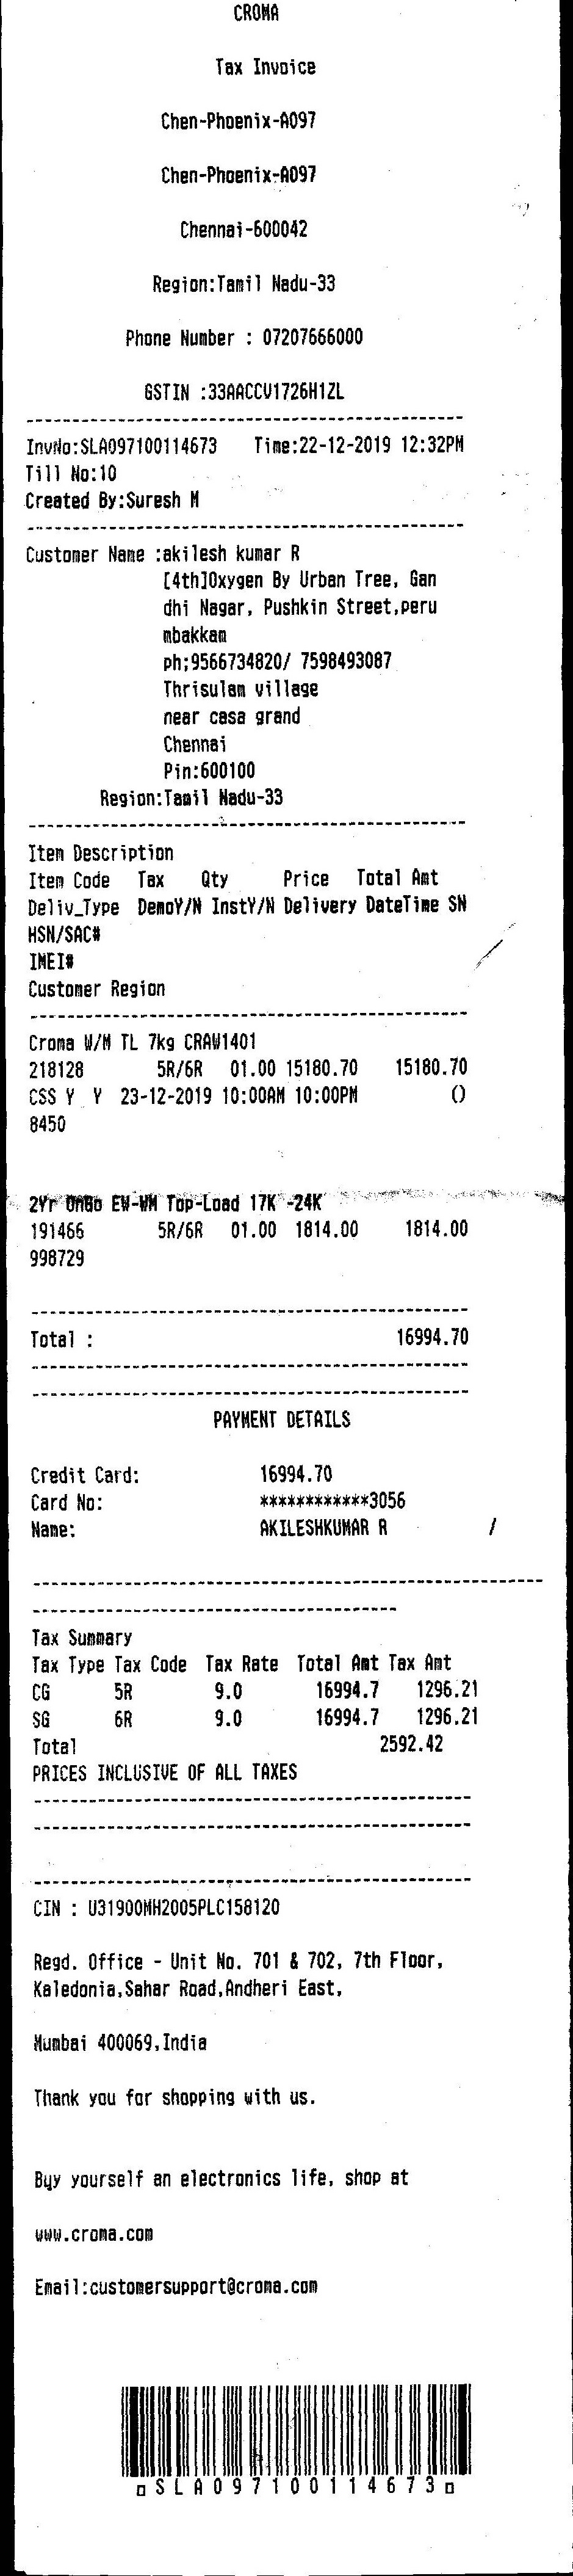 CROMA
Tax Invoice
Chen-Phoenix-A097
Chen-Phoenix-A097
Chennai-600042
Region:Tamil Nadu-33
Phone Number : 07207666000
GSTIN :33AACCV1726H1ZL
InvNo:SLA097100114673 Time:22-12-2019 12:32PM
Till No:10
Created By:Suresh M
Customer Name :akilesh kumar R
[4th]Oxygen By Urban Tree, Gan
dhi Nagar, Pushkin Street,peru
mbakkam
ph;9566734820/ 7598493087
Thrisulam village
near casa grand
Chennai
Pin:600100
Region:Tamil Nadu-33
Item Description
Item Code Tax Qty Price Total Amt
Deliv_Type DemoY/N InstY/N Delivery DateTime SN
HSN/SAC#
IMEI#
Customer Region
Croma W/M TL 7kg CRAW1401
218128 5R/6R 01.00 15180.70 15180.70
CSS Y Y 23-12-2019 10:00AM 10:00PM ()
8450
2Yr OnGo EW-WM Top-Load 17K -24K
191466 5R/6R 01.00 1814.00 1814.00
998729
Total : 16994.70
PAYMENT DETAILS
Credit Card: 16994.70
Card No: ************3056
Name: AKILESHKUMAR R
Tax Summary
Tax Type Tax Code Tax Rate Total Amt Tax Amt
CG 5R 9.0 16994.7 1296.21
SG 6R 9.0 16994.7 1296.21
Total 2592.42
PRICES INCLUSIVE OF ALL TAXES
CIN : U31900MH2005PLC158120
Regd. Office - Unit No. 701 & 702, 7th Floor,
Kaledonia,Sahar Road,Andheri East,
Mumbai 400069,India
Thank you for shopping with us.
Buy yourself an electronics life, shop at
www.croma.com
Email:customersupport@croma.com
SLA097100114673